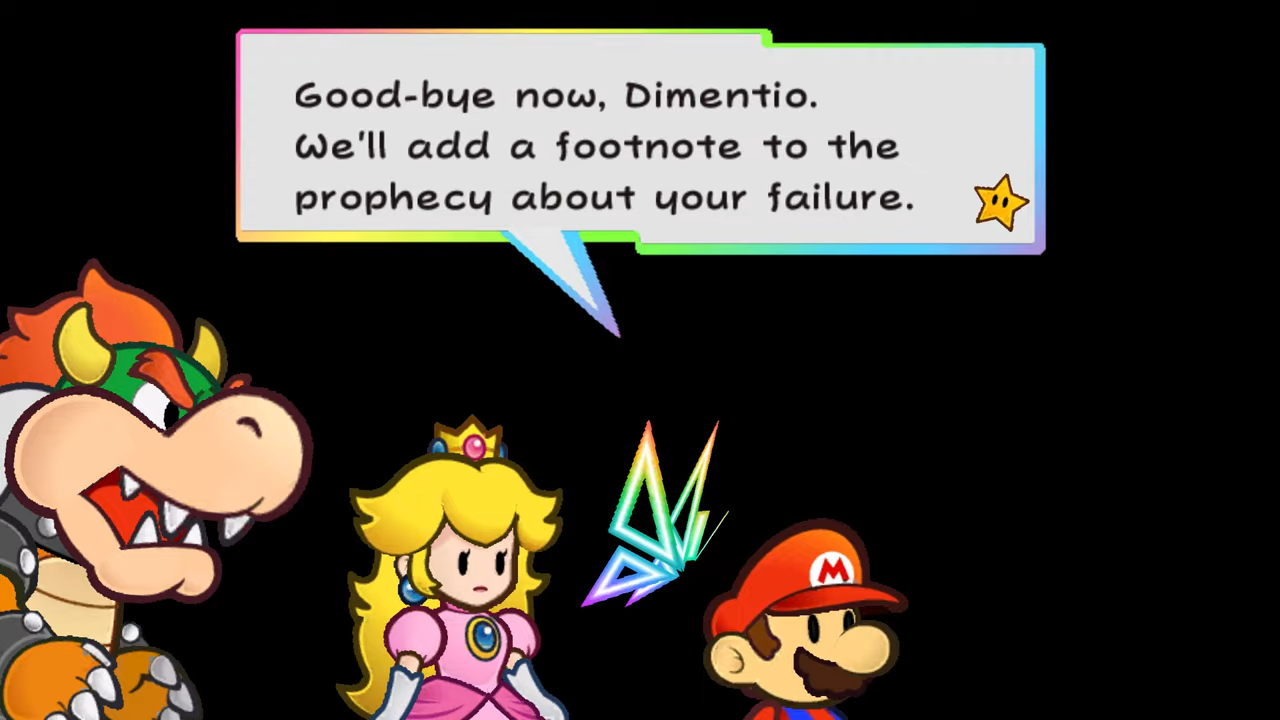 Good-bye now, Dimentio.
We'll add a footnote to the
prophecy about your failure.
M